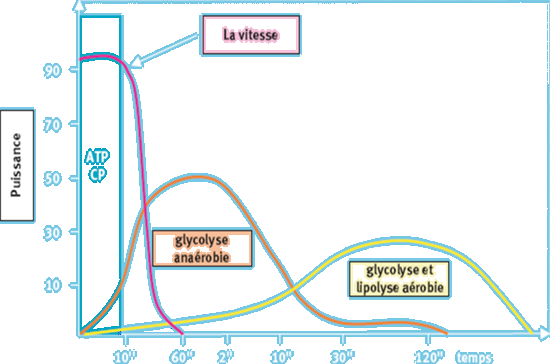 La vitesse
Puissance
90
70
50
30
10
ATP
CP
glycolyse
anaérobie
glycolyse et
lipolyse aérobie
10" 60" 2" 10" 30" 120" temps